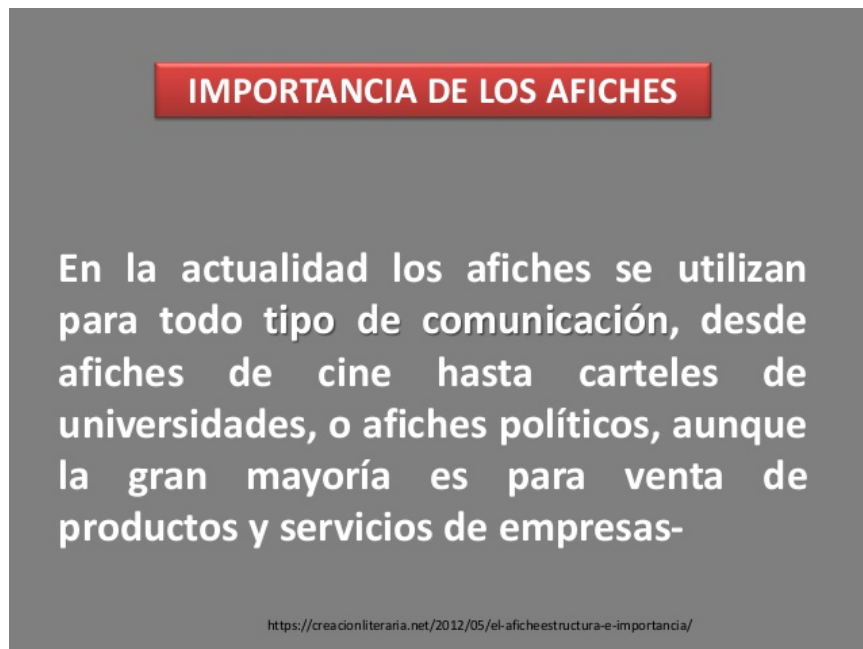 IMPORTANCIA DE LOS AFICHES
En la actualidad los afiches se utilizan
para todo tipo de comunicación, desde
afiches de cine hasta carteles de
universidades, o afiches políticos, aunque
la gran mayoría es para venta de
productos y servicios de empresas-
https://creacionliteraria.net/2012/05/el-aficheestructura-e-importancia/